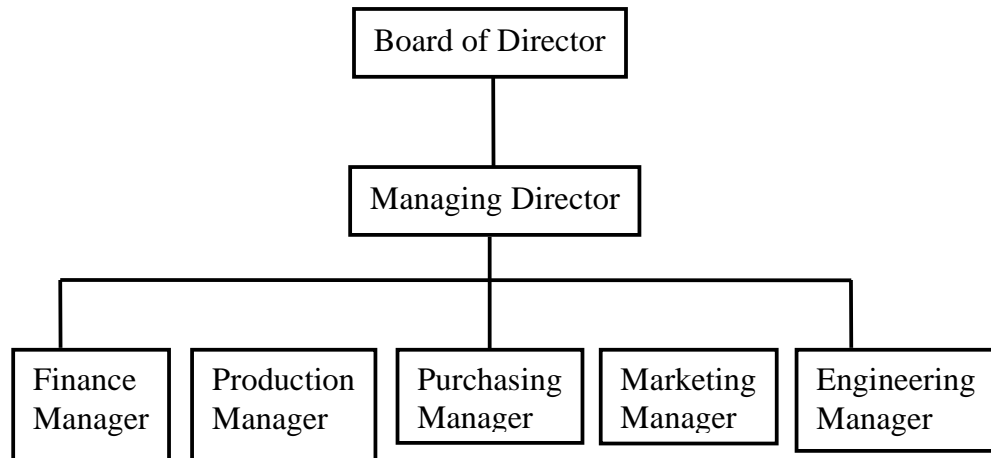 Board of Director
Managing Director
Finance
Manager
Production
Manager
Purchasing
Manager
Marketing
Manager
Engineering
Manager